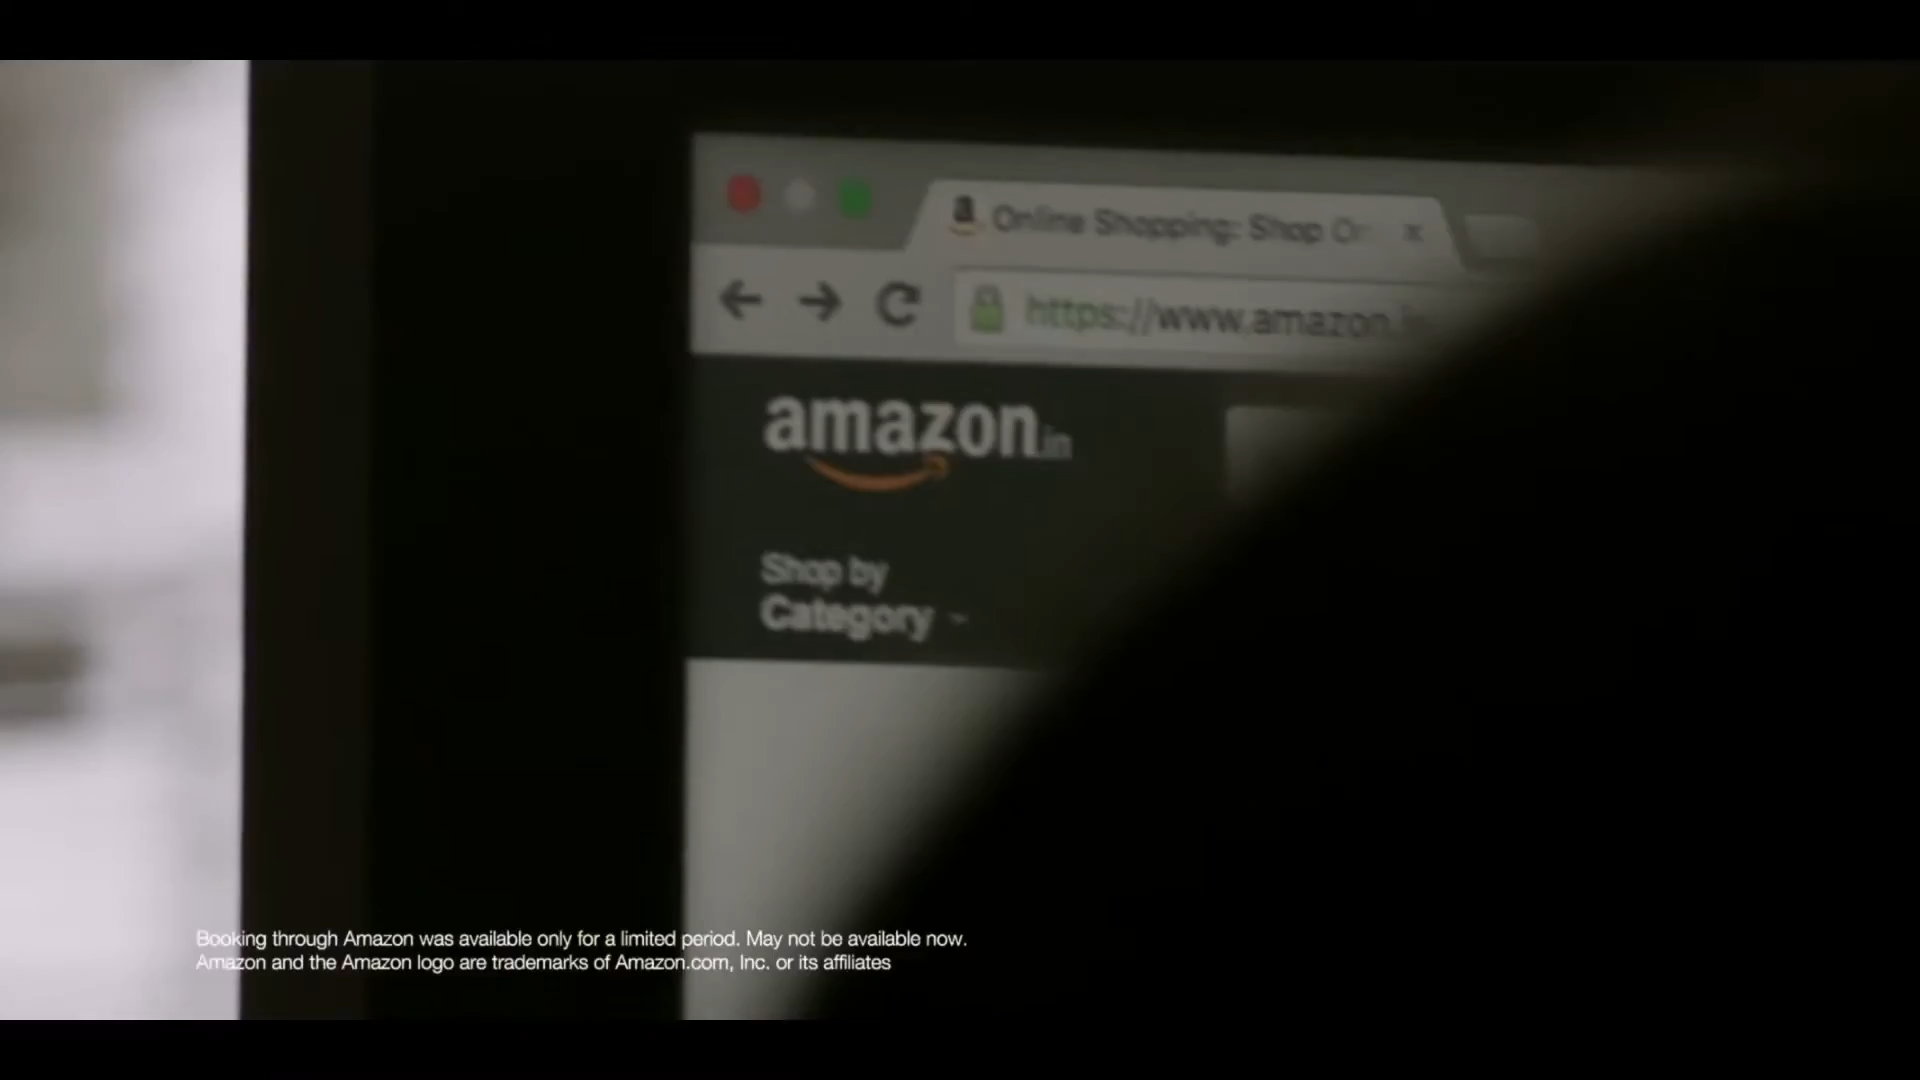 Online Shopping: Shop On
https://www.amazon.in
amazon.in
Shop by
Category
Booking through Amazon was available only for a limited period. May not be available now.
Amazon and the Amazon logo are trademarks of Amazon.com, Inc. or its affiliates